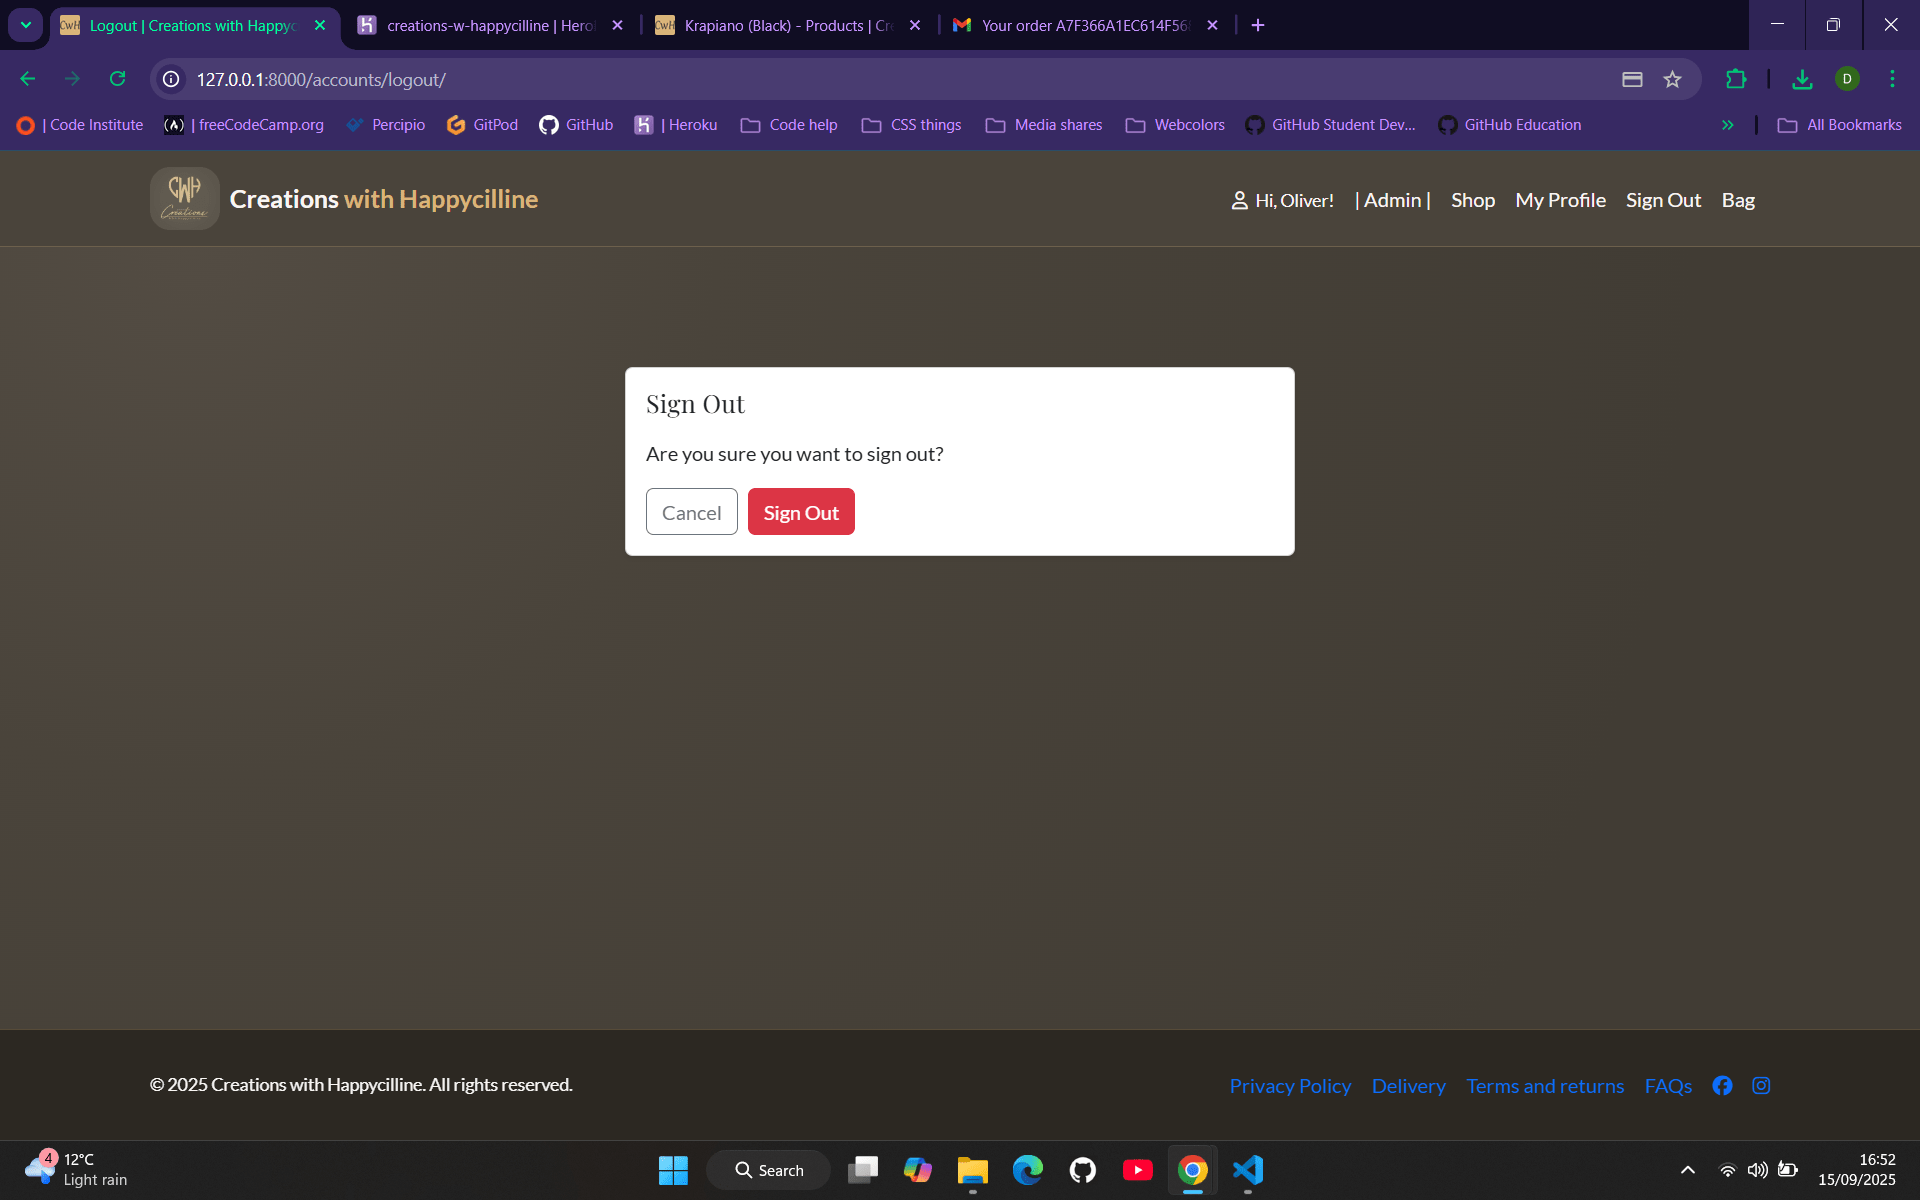 Logout | Creations with Happyc
creations-w-happycilline | Hero
Krapiano (Black) - Products | Cr
Your order A7F366A1EC614F56
127.0.0.1:8000/accounts/logout/
D
| Code Institute
| freeCodeCamp.org
Percipio
GitPod
GitHub
| Heroku
Code help
CSS things
Media shares
Webcolors
GitHub Student Dev...
GitHub Education
All Bookmarks
CWH
Creations
Creations with Happycilline
Hi, Oliver!
| Admin |
Shop
My Profile
Sign Out
Bag
Sign Out
Are you sure you want to sign out?
Cancel
Sign Out
© 2025 Creations with Happycilline. All rights reserved.
Privacy Policy
Delivery
Terms and returns
FAQs
4
12°C
Light rain
Search
16:52
15/09/2025